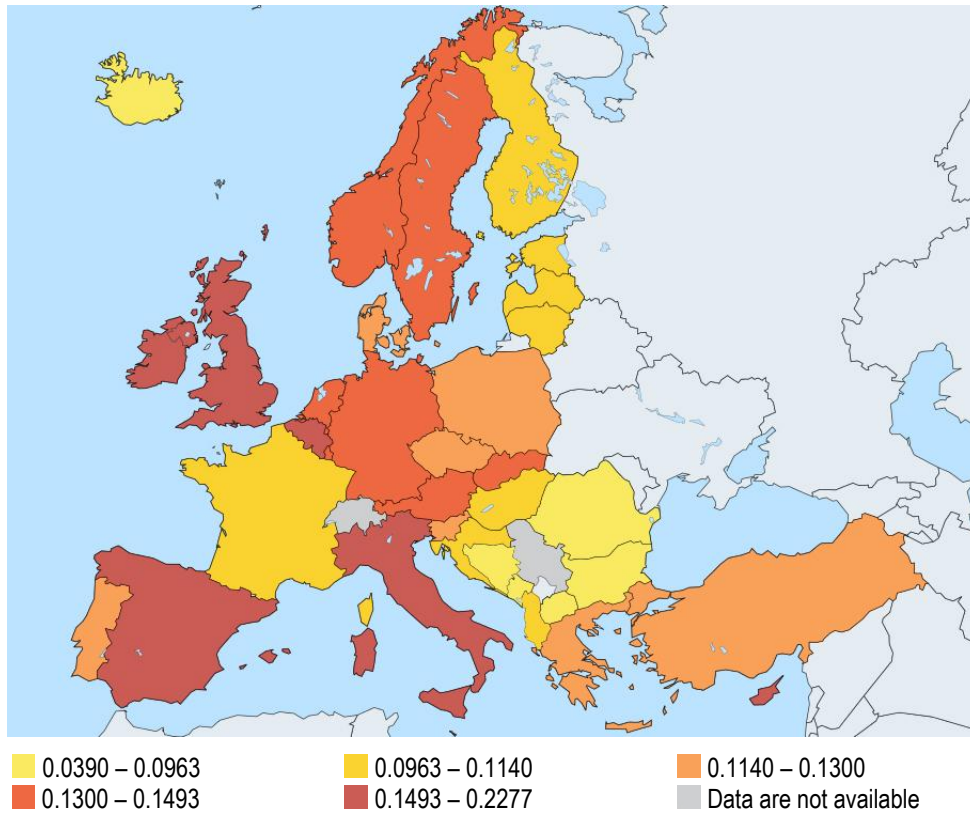 0.0390 – 0.0963
0.0963 – 0.1140
0.1140 – 0.1300
0.1300 – 0.1493
0.1493 – 0.2277
Data are not available